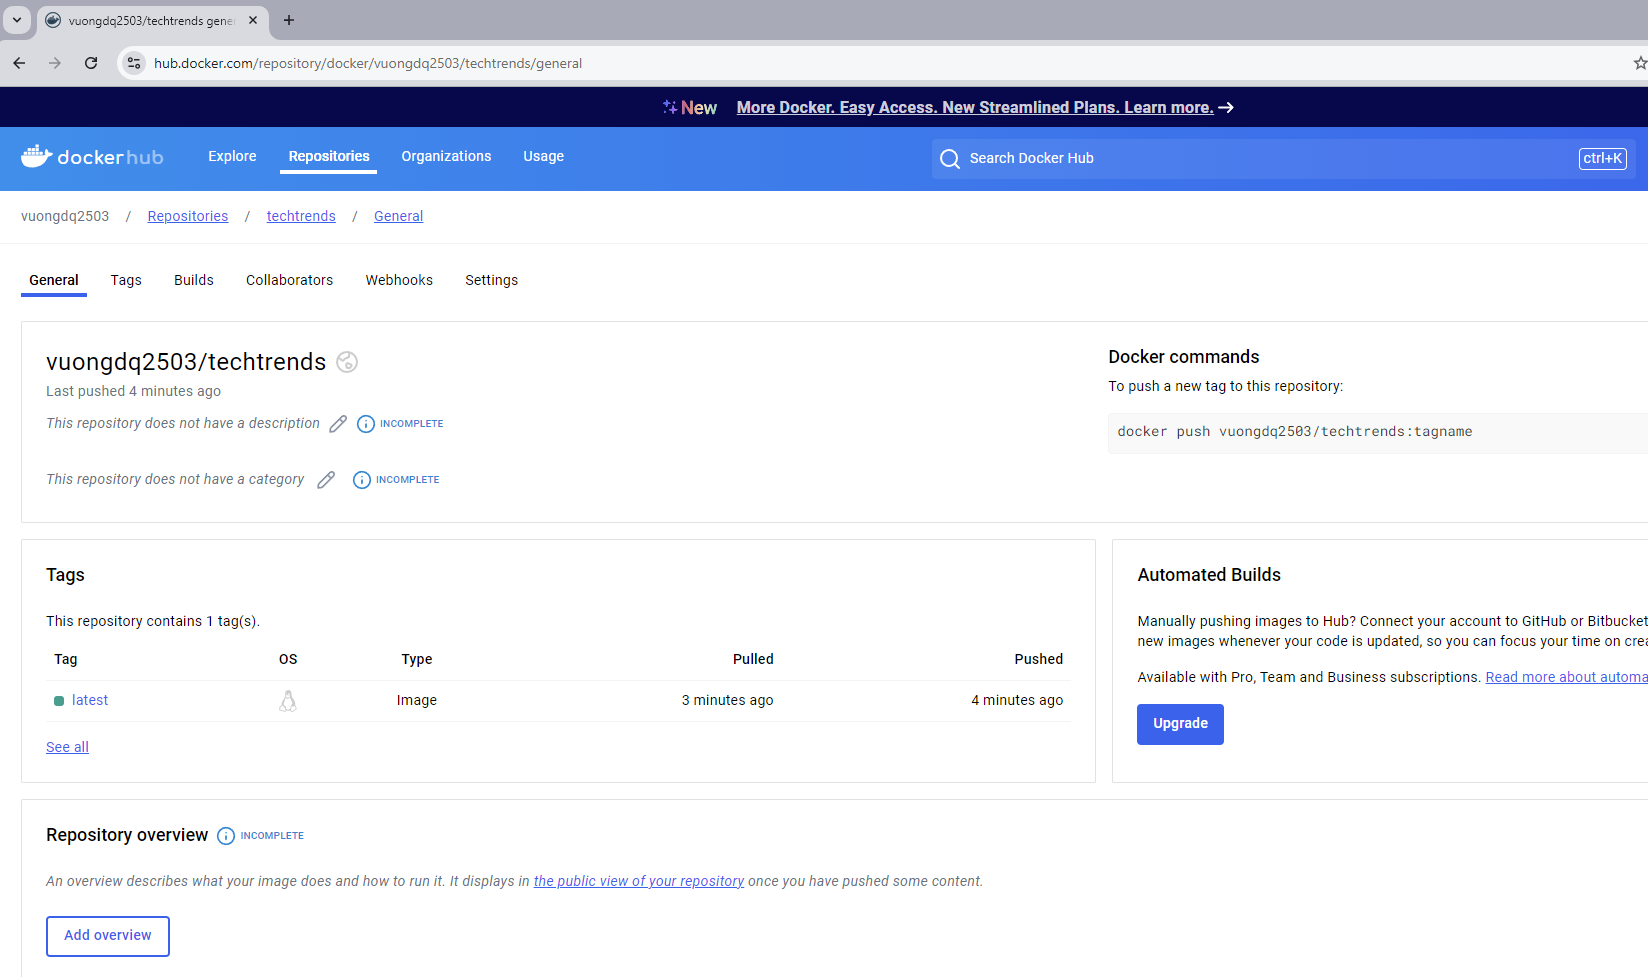 vuongdq2503/techtrends gene
hub.docker.com/repository/docker/vuongdq2503/techtrends/general
New More Docker. Easy Access. New Streamlined Plans. Learn more.
dockerhub Explore Repositories Organizations Usage Search Docker Hub ctrl+K
vuongdq2503 / Repositories / techtrends / General
General Tags Builds Collaborators Webhooks Settings
vuongdq2503/techtrends
Last pushed 4 minutes ago
This repository does not have a description INCOMPLETE
This repository does not have a category INCOMPLETE
Docker commands
To push a new tag to this repository:
docker push vuongdq2503/techtrends:tagname
Tags
This repository contains 1 tag(s).
Tag OS Type Pulled Pushed
latest Image 3 minutes ago 4 minutes ago
See all
Automated Builds
Manually pushing images to Hub? Connect your account to GitHub or Bitbucket
new images whenever your code is updated, so you can focus your time on crea
Available with Pro, Team and Business subscriptions. Read more about automa
Upgrade
Repository overview INCOMPLETE
An overview describes what your image does and how to run it. It displays in the public view of your repository once you have pushed some content.
Add overview